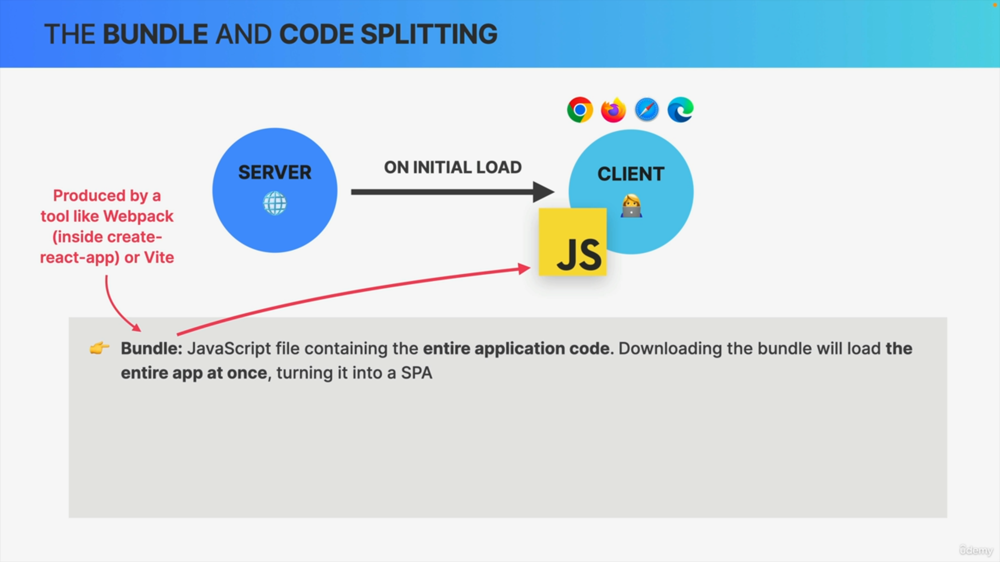 THE BUNDLE AND CODE SPLITTING
SERVER
ON INITIAL LOAD
CLIENT
JS
Produced by a
tool like Webpack
(inside create-
react-app) or Vite
Bundle: JavaScript file containing the entire application code. Downloading the bundle will load the
entire app at once, turning it into a SPA
ûdemy